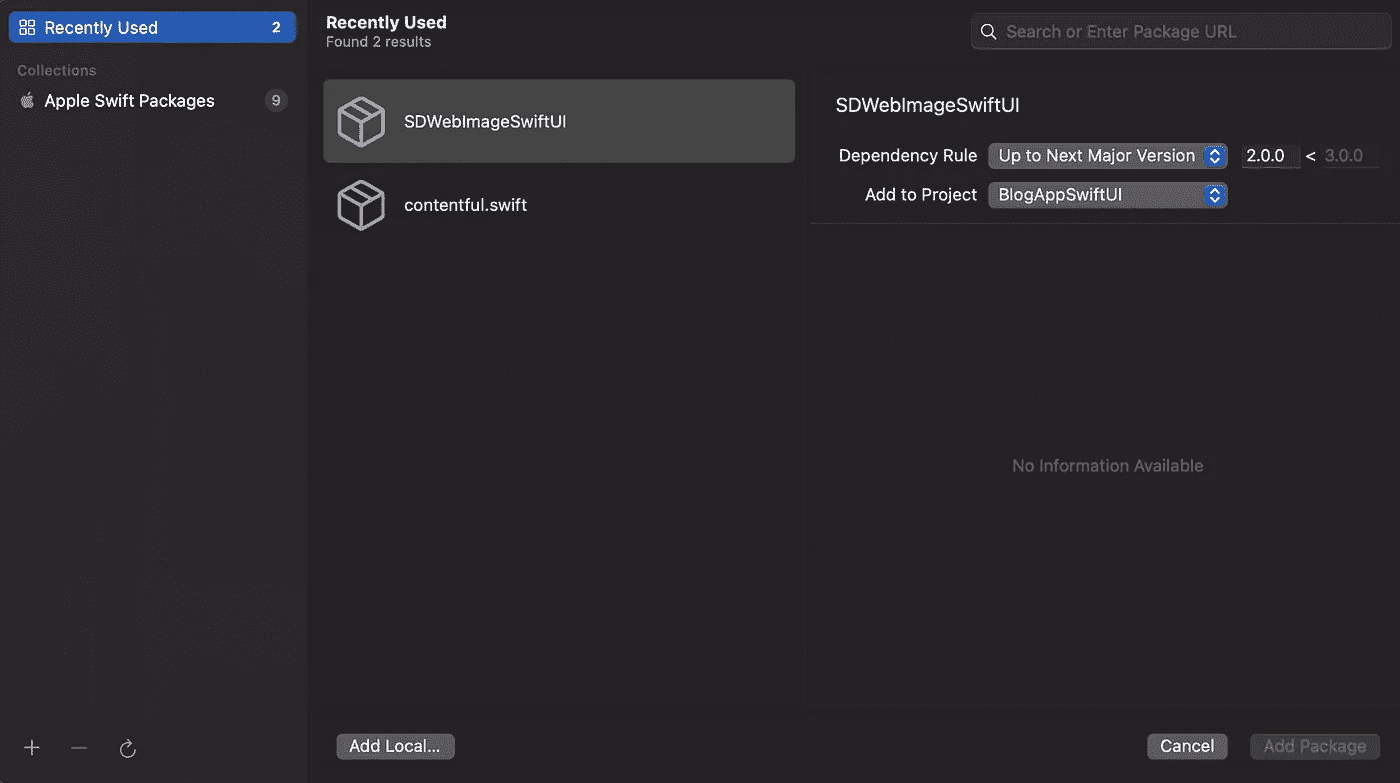 Recently Used 2
Collections
Apple Swift Packages 9
Recently Used
Found 2 results
Search or Enter Package URL
SDWebImageSwiftUI
contentful.swift
SDWebImageSwiftUI
Dependency Rule Up to Next Major Version 2.0.0 < 3.0.0
Add to Project BlogAppSwiftUI
No Information Available
Add Local...
Cancel
Add Package